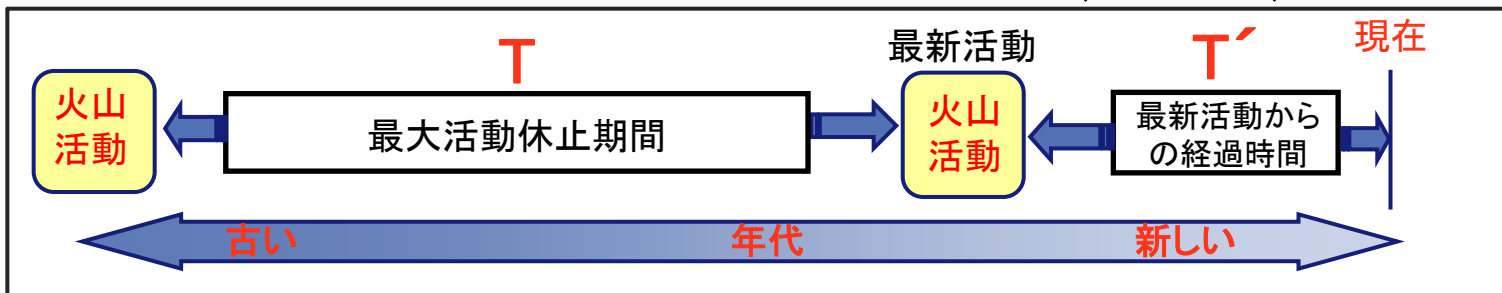 T
最新活動
T´
現在
火山
活動
最大活動休止期間
火山
活動
最新活動から
の経過時間
古い
年代
新しい